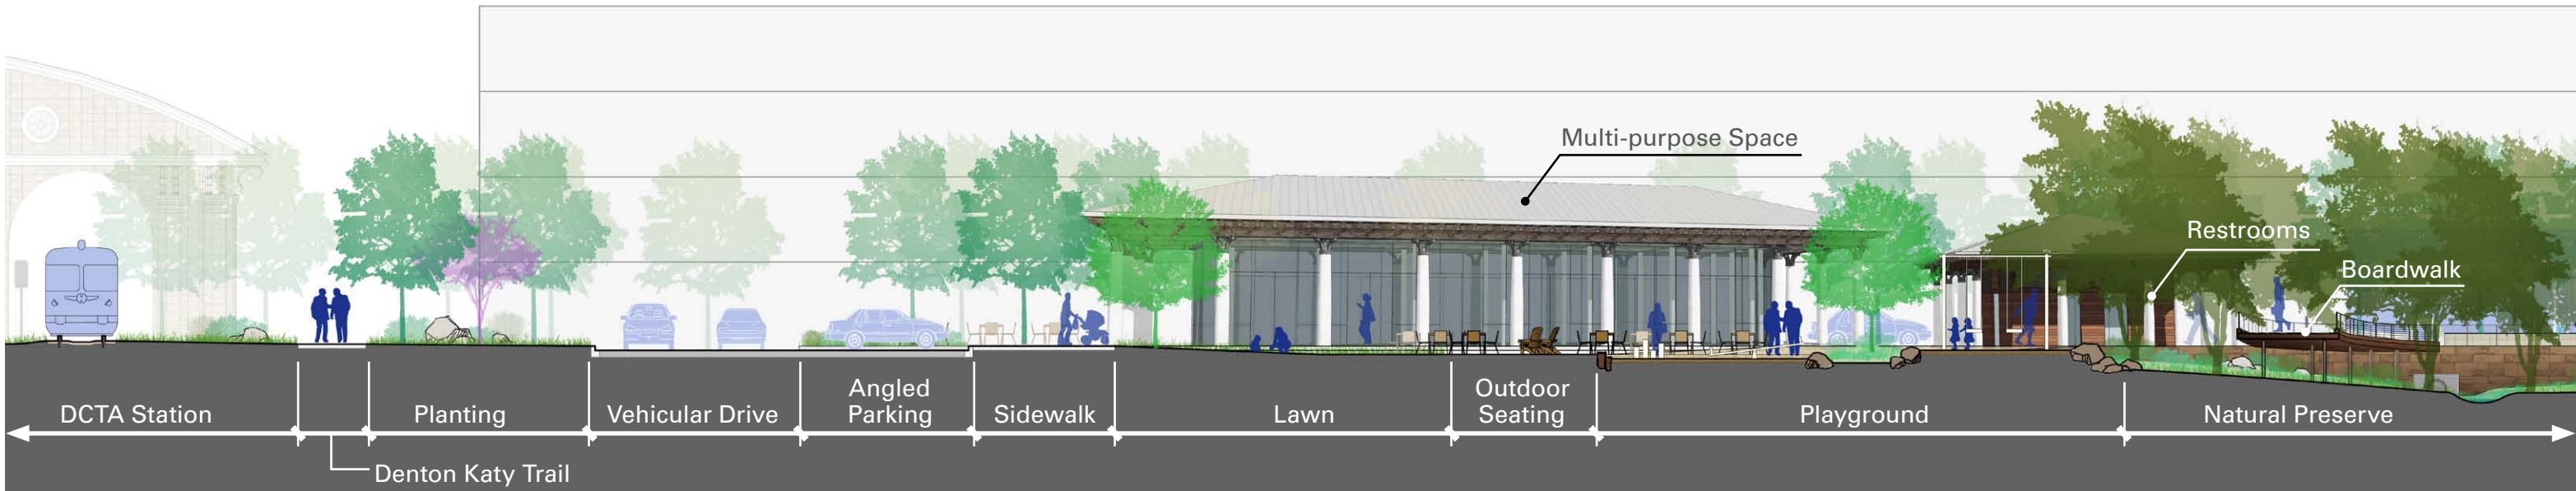 Multi-purpose Space
Restrooms
Boardwalk
DCTA Station
Planting
Vehicular Drive
Angled
Parking
Sidewalk
Lawn
Outdoor
Seating
Playground
Natural Preserve
Denton Katy Trail